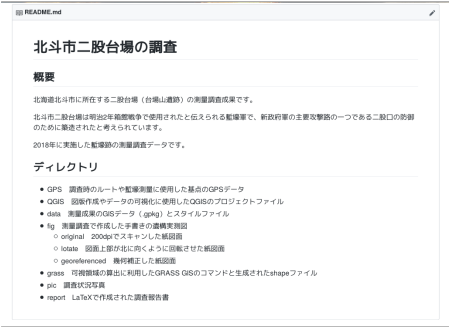 README.md
北斗市二股台場の調査
概要
北海道北斗市に所在する二股台場（台場山遺跡）の測量調査成果です。
北斗市二股台場は明治2年箱館戦争で使用されたと伝えられる塹壕軍で、新政府軍の主要攻撃路の一つである二股口の防御
のために築造されたと考えられています。
2018年に実施した塹壕跡の測量調査データです。
ディレクトリ
GPS 調査時のルートや塹壕測量に使用した基点のGPSデータ
QGIS 図版作成やデータの可視化に使用したQGISのプロジェクトファイル
data 測量成果のGISデータ（.gpkg）とスタイルファイル
fig 測量調査で作成した手書きの遺構実測図
original 200dpiでスキャンした紙図面
lotate 図面上部が北に向くように回転させた紙図面
georeferenced 幾何補正した紙図面
grass 可視領域の算出に利用したGRASS GISのコマンドと生成されたshapeファイル
pic 調査状況写真
report LaTeXで作成された調査報告書